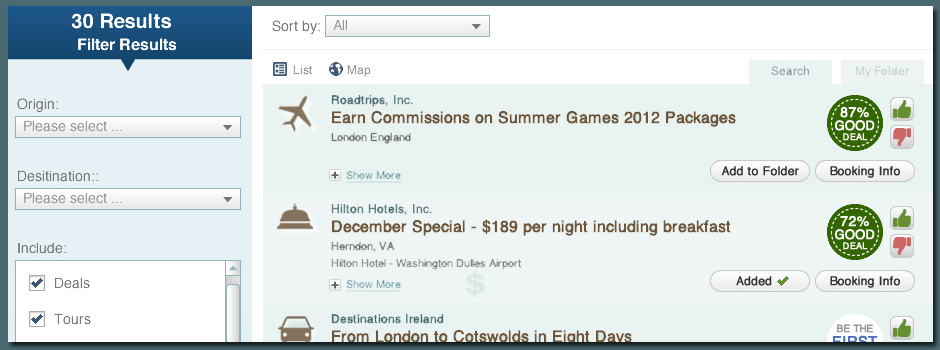 30 Results
Filter Results
Origin:
Please select ...
Desitination::
Please select ...
Include:
Deals
Tours
Sort by: All
List Map
Search My Folder
Roadtrips, Inc.
Earn Commissions on Summer Games 2012 Packages
London England
Show More
87%
GOOD
DEAL
Add to Folder Booking Info
Hilton Hotels, Inc.
December Special - $189 per night including breakfast
Herndon, VA
Hilton Hotel - Washington Dulles Airport
Show More
$
72%
GOOD
DEAL
Added Booking Info
Destinations Ireland
From London to Cotswolds in Eight Days
BE THE
FIRST